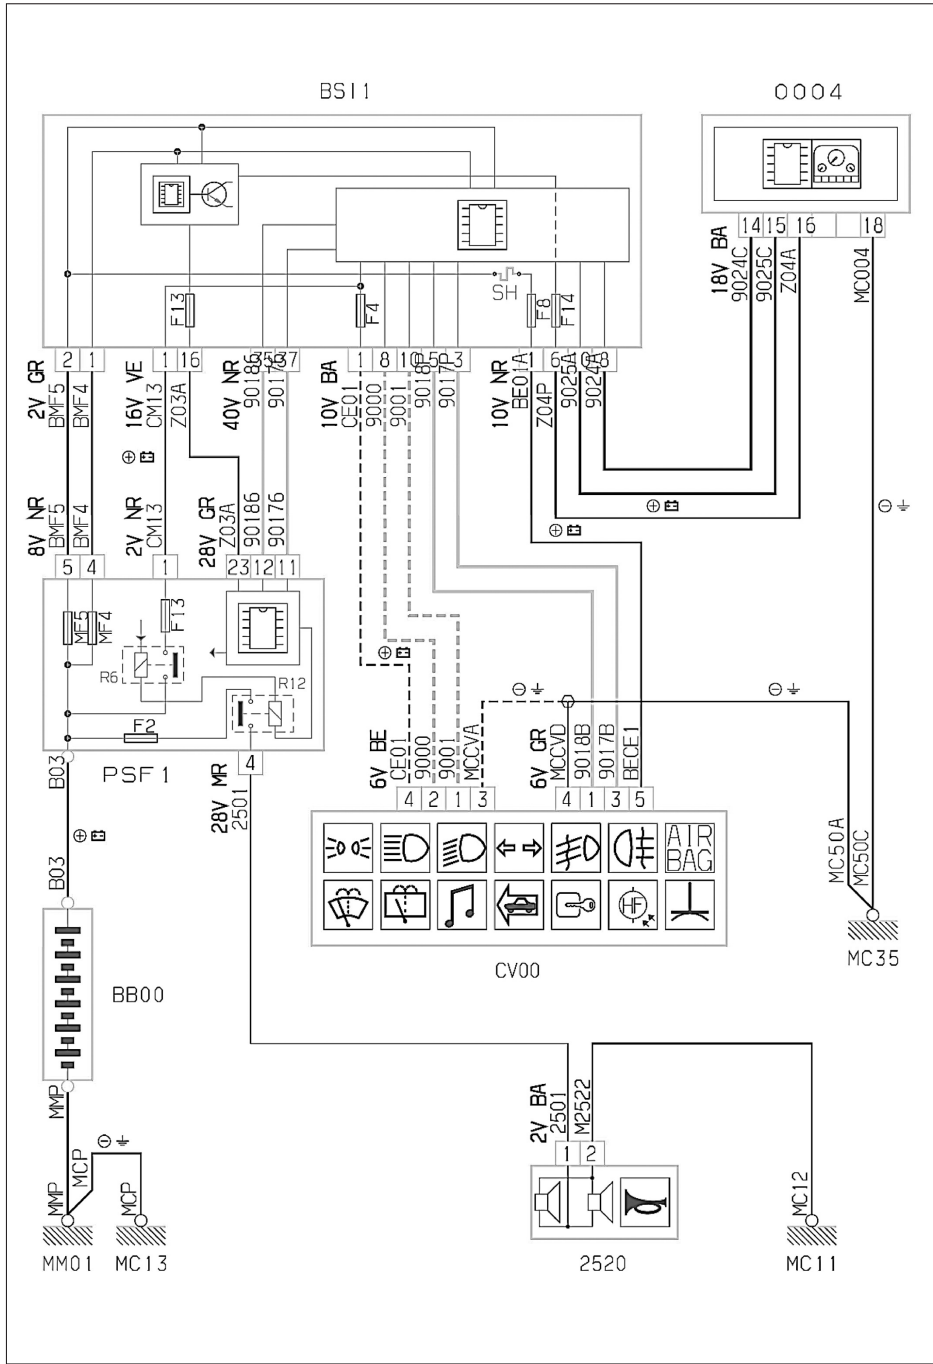 BSI1
0004
14 15 16 18
18V BA
9024C
9025C
Z04A
MC004
SH
F13
F4
F8
F14
2 1 1 16 35 37 1 8 10 5 3 1 6 10 8
2V GR
BMF5
BMF4
16V VE
CM13
Z03A
40V NR
90186
90176
10V BA
CE01
9000
9001
9018P
9017P
10V NR
BE01A
Z04P
9025A
9024A
8V NR
BMF5
BMF4
2V NR
CM13
28V GR
Z03A
90186
90176
5 4 1 23 12 11
MF5
MF4
F13
R6
R12
F2
PSF1
4
B03
28V MR
2501
6V BE
CE01
9000
9001
MCCVA
6V GR
MCCVD
9018B
9017B
BECE1
4 2 1 3 4 1 3 5
AIR
BAG
HF
CV00
MC50A
MC50C
MC35
B03
BB00
MMP
MCP
MMP
MCP
MM01
MC13
2V BA
2501
M2522
1 2
2520
MC12
MC11